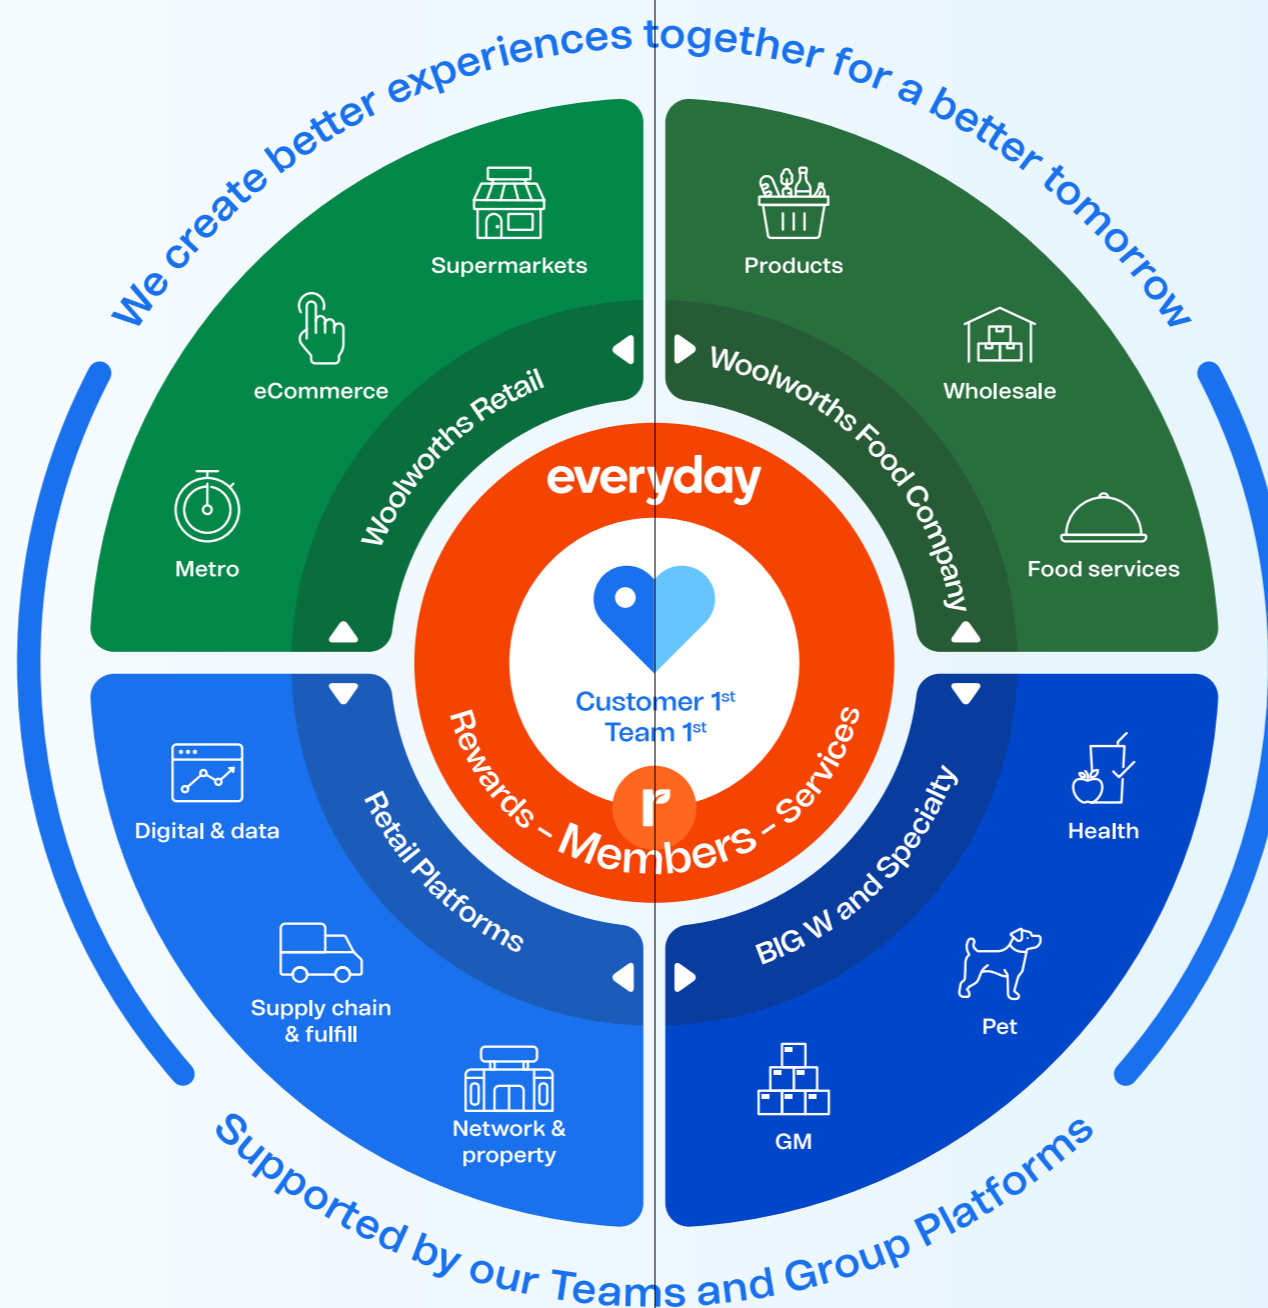 We create better experiences together for a better tomorrow
Supermarkets
eCommerce
Metro
Woolworths Retail
Products
Wholesale
Food services
Woolworths Food Company
everyday
Customer 1st
Team 1st
r
Rewards – Members – Services
Digital & data
Supply chain
& fulfill
Network &
property
Retail Platforms
Health
Pet
GM
BIG W and Specialty
Supported by our Teams and Group Platforms